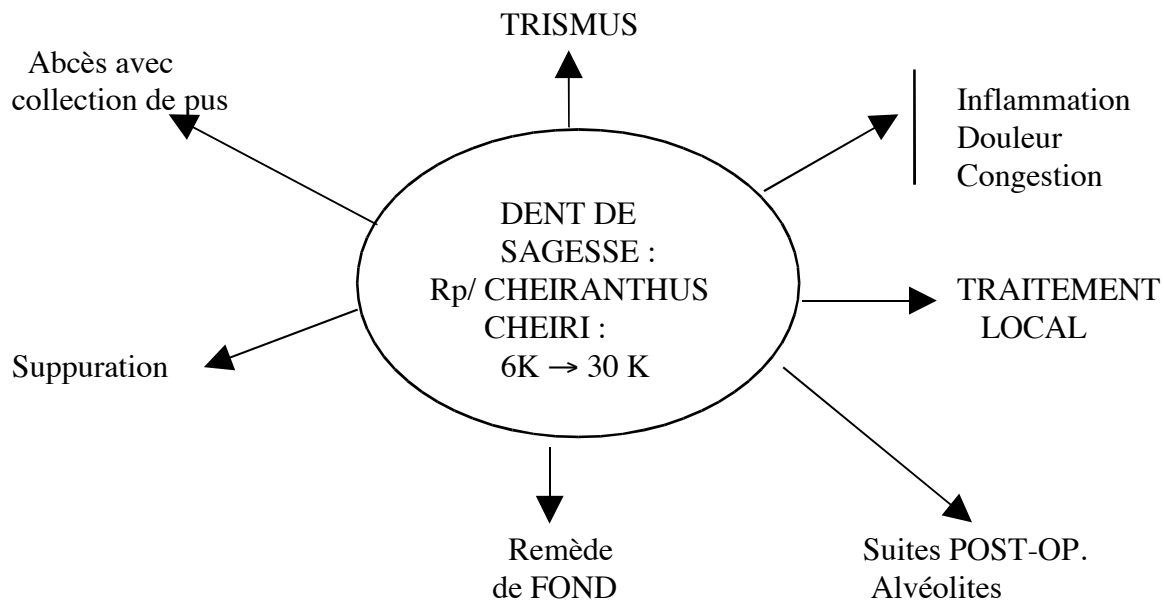 TRISMUS
Abcès avec
collection de pus
Inflammation
Douleur
Congestion
DENT DE
SAGESSE :
Rp/ CHEIRANTHUS
CHEIRI :
6K → 30 K
TRAITEMENT
LOCAL
Suppuration
Remède
de FOND
Suites POST-OP.
Alvéolites